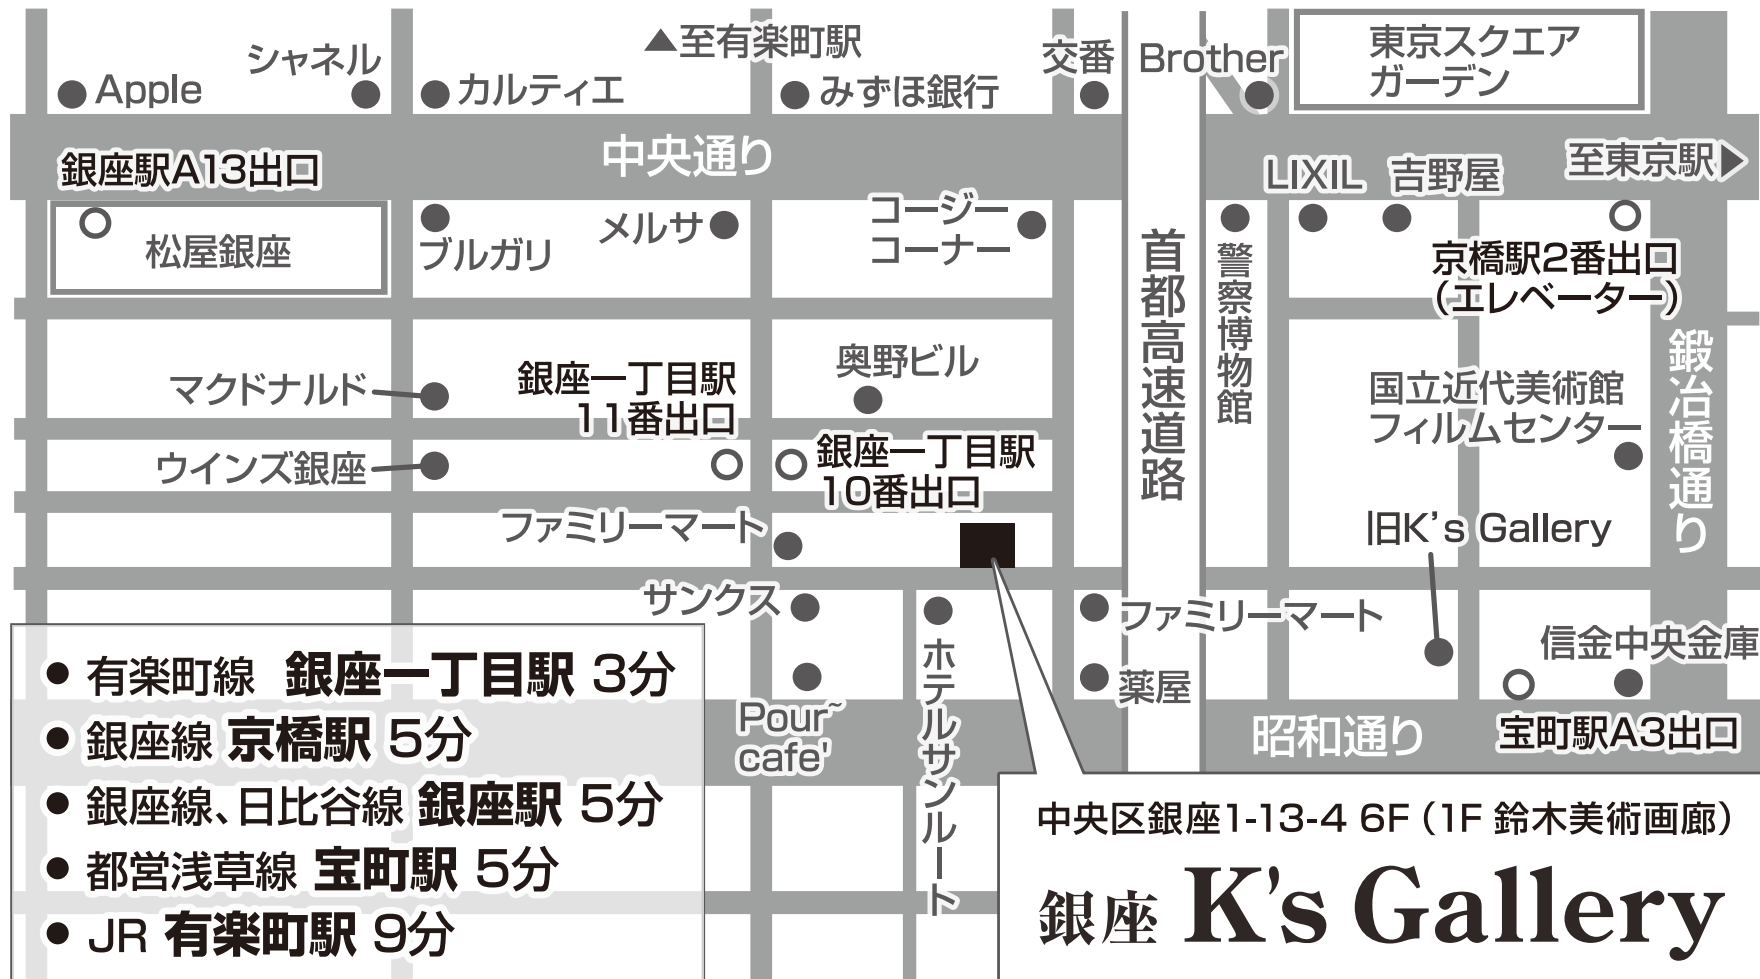 ▲至有楽町駅
シャネル
交番
Brother
東京スクエア
ガーデン
Apple
カルティエ
みずほ銀行
中央通り
銀座駅A13出口
LIXIL
吉野屋
至東京駅▶
松屋銀座
ブルガリ
メルサ
コージー
コーナー
首都高速道路
警察博物館
京橋駅2番出口
(エレベーター)
鍛冶橋通り
マクドナルド
銀座一丁目駅
11番出口
奥野ビル
国立近代美術館
フィルムセンター
ウインズ銀座
銀座一丁目駅
10番出口
ファミリーマート
旧K's Gallery
サンクス
ホテルサンルート
ファミリーマート
薬屋
信金中央金庫
Pour~
cafe'
昭和通り
宝町駅A3出口
● 有楽町線 銀座一丁目駅 3分
● 銀座線 京橋駅 5分
● 銀座線、日比谷線 銀座駅 5分
● 都営浅草線 宝町駅 5分
● JR 有楽町駅 9分
中央区銀座1-13-4 6F (1F 鈴木美術画廊)
銀座 K's Gallery